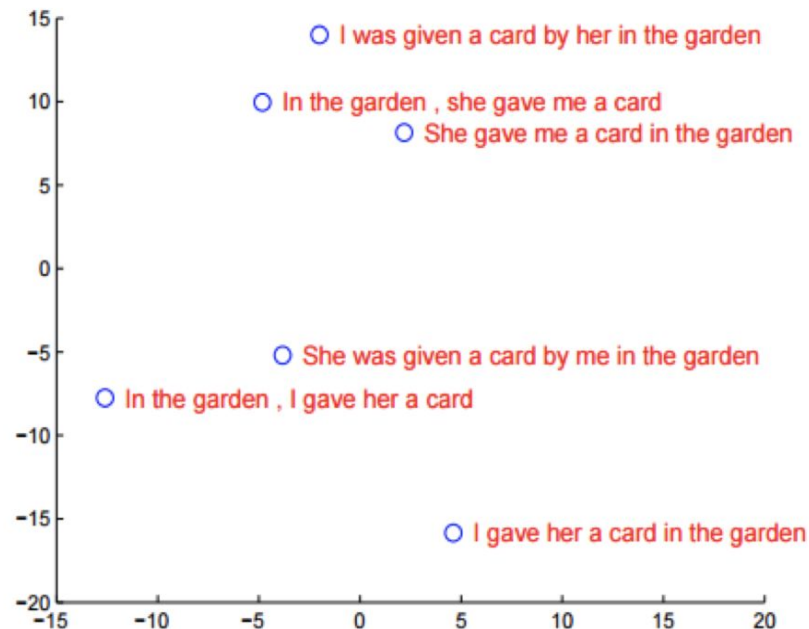 15
I was given a card by her in the garden
10
In the garden , she gave me a card
She gave me a card in the garden
5
0
−5
She was given a card by me in the garden
In the garden , I gave her a card
−10
−15
I gave her a card in the garden
−20
−15 −10 −5 0 5 10 15 20